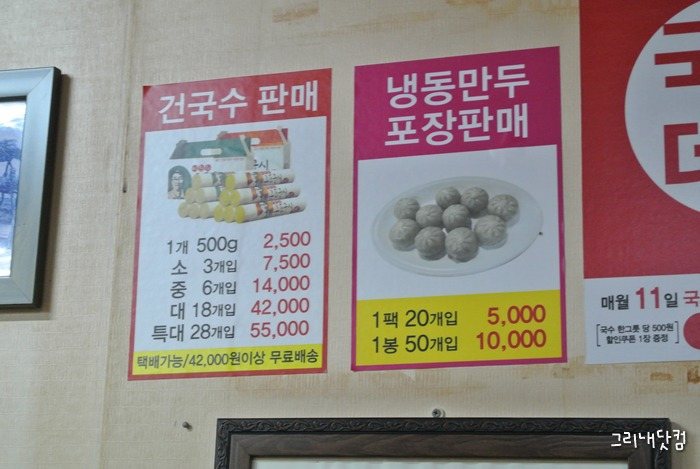 건국수 판매
1개 500g 2,500
소 3개입 7,500
중 6개입 14,000
대 18개입 42,000
특대 28개입 55,000
택배가능/42,000원이상 무료배송
냉동만두
포장판매
1팩 20개입 5,000
1봉 50개입 10,000
매월 11일 국
국수 한그릇 당 500원
할인쿠폰 1장 증정
그리내닷컴